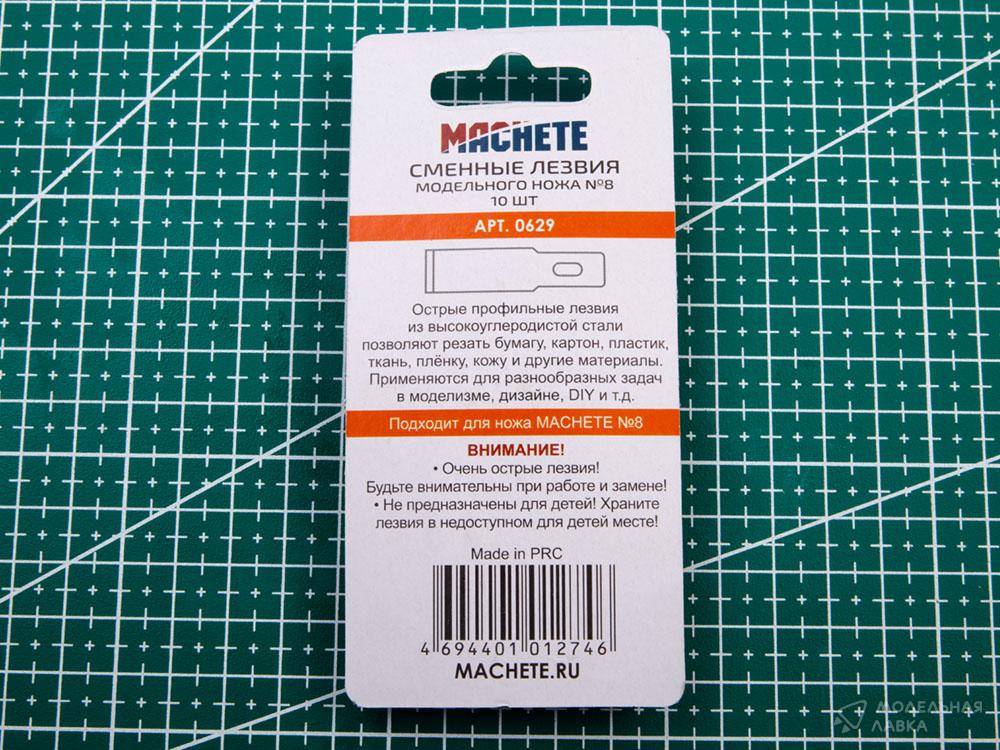 MACHETE
СМЕННЫЕ ЛЕЗВИЯ
МОДЕЛЬНОГО НОЖА №8
10 ШТ
АРТ. 0629
Острые профильные лезвия
из высокоуглеродистой стали
позволяют резать бумагу, картон, пластик,
ткань, плёнку, кожу и другие материалы.
Применяются для разнообразных задач
в моделизме, дизайне, DIY и т.д.
Подходит для ножа MACHETE №8
ВНИМАНИЕ!
• Очень острые лезвия!
Будьте внимательны при работе и замене!
• Не предназначены для детей! Храните
лезвия в недоступном для детей месте!
Made in PRC
4 694401 012746
MACHETE.RU
МОДЕЛЬНАЯ
ЛАВКА